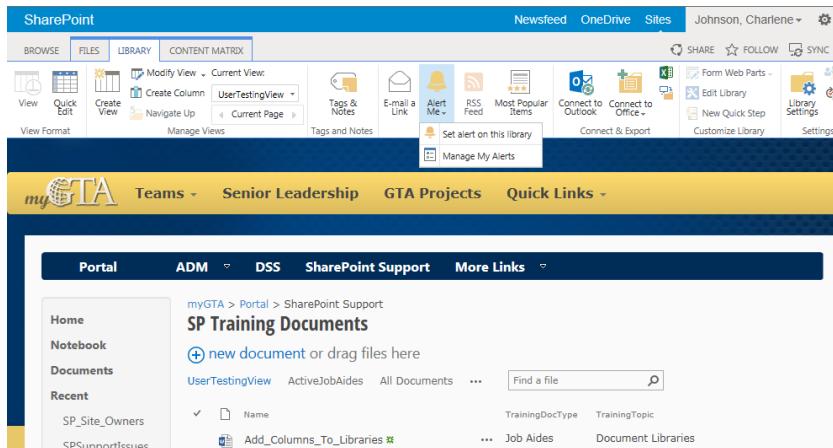 SharePoint
Newsfeed OneDrive Sites Johnson, Charlene
BROWSE FILES LIBRARY CONTENT MATRIX SHARE FOLLOW SYNC
View
Quick Edit
View Format
Create View
Modify View
Create Column
Navigate Up
Current View:
UserTestingView
Current Page
Manage Views
Tags & Notes
Tags and Notes
E-mail a Link
Alert Me
RSS Feed
Most Popular Items
Set alert on this library
Manage My Alerts
Connect to Outlook
Connect to Office
Connect & Export
Form Web Parts
Edit Library
New Quick Step
Customize Library
Library Settings
Settings
myGTA Teams Senior Leadership GTA Projects Quick Links
Portal ADM DSS SharePoint Support More Links
Home
Notebook
Documents
Recent
SP_Site_Owners
SPSupportIssues
myGTA > Portal > SharePoint Support
SP Training Documents
new document or drag files here
UserTestingView ActiveJobAides All Documents ... Find a file
Name TrainingDocType TrainingTopic
Add_Columns_To_Libraries ... Job Aides Document Libraries